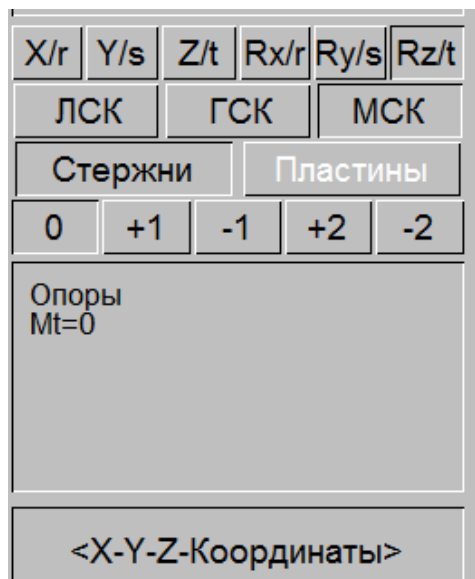 X/r Y/s Z/t Rx/r Ry/s Rz/t
ЛСК ГСК МСК
Стержни Пластины
0 +1 -1 +2 -2
Опоры
Mt=0
<X-Y-Z-Координаты>